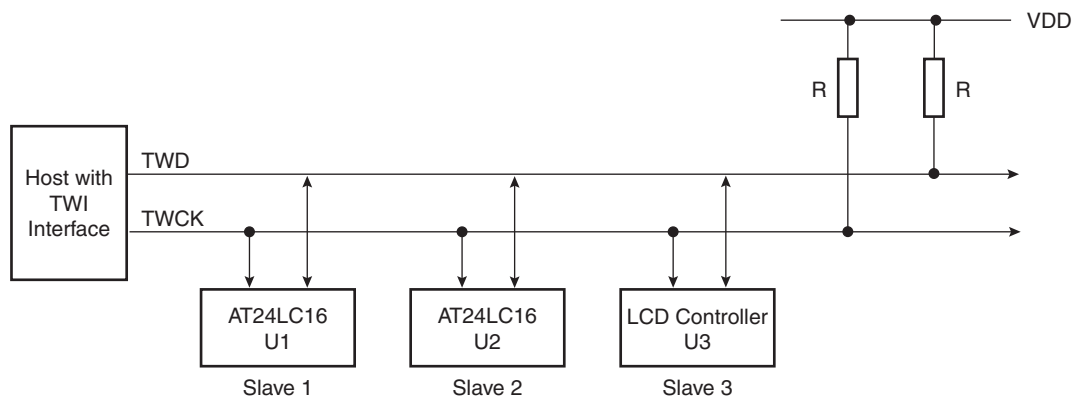 VDD
R
R
Host with
TWI
Interface
TWD
TWCK
AT24LC16
U1
AT24LC16
U2
LCD Controller
U3
Slave 1
Slave 2
Slave 3